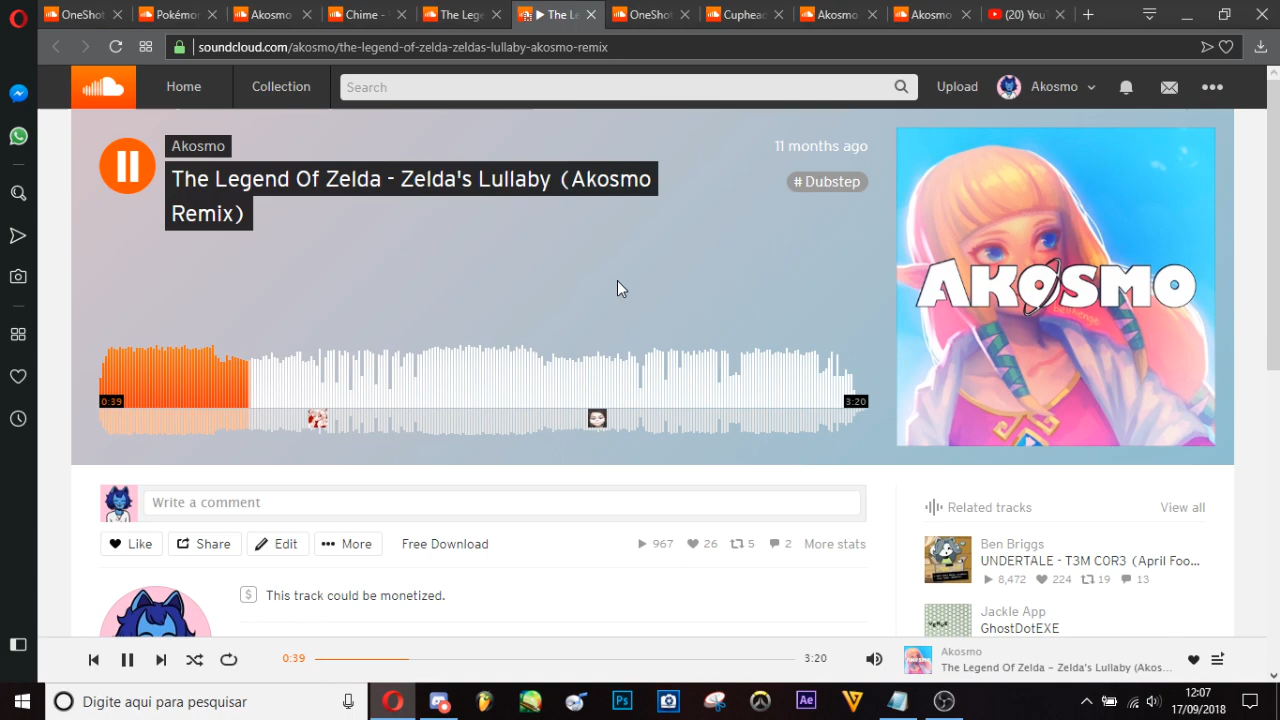 OneShot
Pokémo
Akosmo
Chime -
The Lege
▶ The Le
OneShot
Cuphead
Akosmo
Akosmo
(20) You
soundcloud.com/akosmo/the-legend-of-zelda-zeldas-lullaby-akosmo-remix
Home
Collection
Search
Upload
Akosmo
Akosmo
11 months ago
The Legend Of Zelda - Zelda's Lullaby (Akosmo
Remix)
# Dubstep
AKOSMO
0:39
3:20
Write a comment
Related tracks
View all
Like
Share
Edit
More
Free Download
967
26
5
2
More stats
Ben Briggs
UNDERTALE - T3M C0R3 (April Foo...
8,472
224
19
13
$ This track could be monetized.
Jackle App
GhostDotEXE
0:39
3:20
Akosmo
The Legend Of Zelda - Zelda's Lullaby (Akos...
Digite aqui para pesquisar
Ps
Ae
12:07
17/09/2018